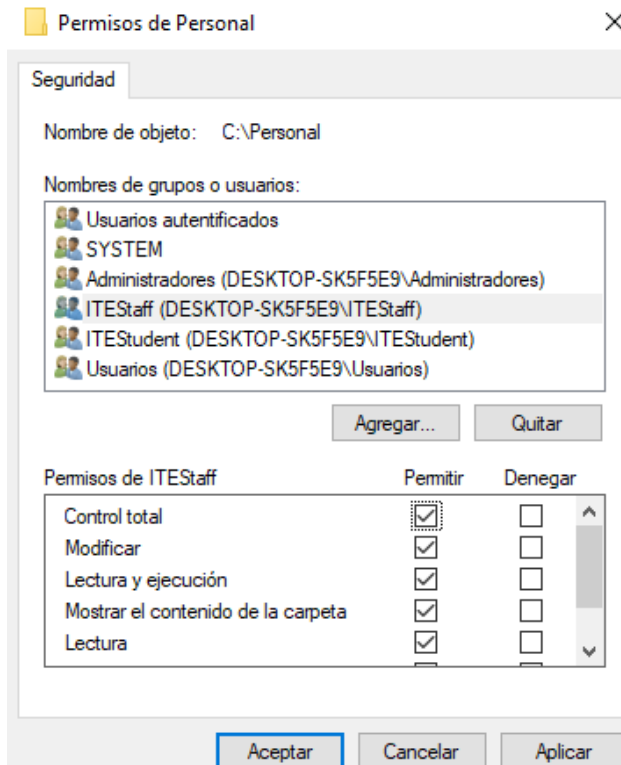 Permisos de Personal
Seguridad
Nombre de objeto: C:\Personal
Nombres de grupos o usuarios:
Usuarios autentificados
SYSTEM
Administradores (DESKTOP-SK5F5E9\Administradores)
ITEStaff (DESKTOP-SK5F5E9\ITEStaff)
ITEStudent (DESKTOP-SK5F5E9\ITEStudent)
Usuarios (DESKTOP-SK5F5E9\Usuarios)
Agregar... Quitar
Permisos de ITEStaff Permitir Denegar
Control total
Modificar
Lectura y ejecución
Mostrar el contenido de la carpeta
Lectura
Aceptar Cancelar Aplicar